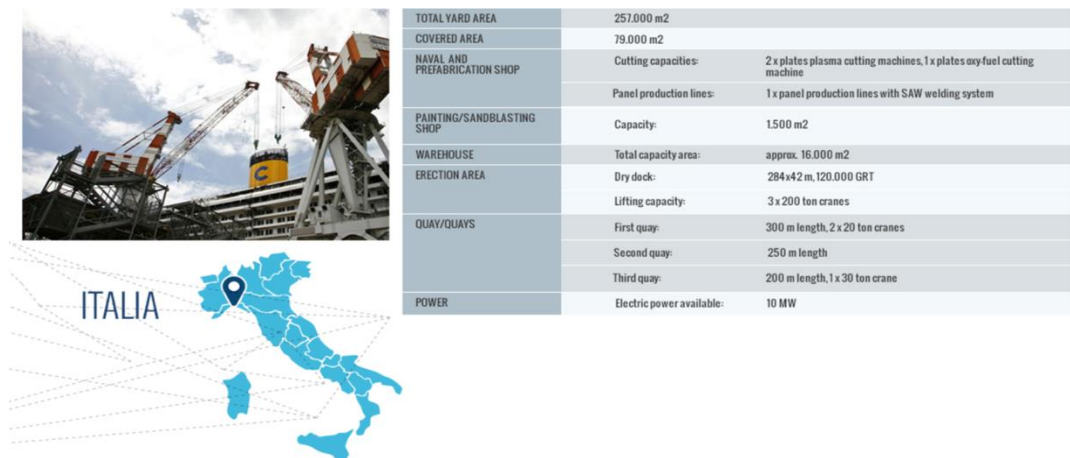 TOTAL YARD AREA 257.000 m2
COVERED AREA 79.000 m2
NAVAL AND PREFABRICATION SHOP Cutting capacities: 2 x plates plasma cutting machines, 1 x plates oxy-fuel cutting machine
Panel production lines: 1 x panel production lines with SAW welding system
PAINTING/SANDBLASTING SHOP Capacity: 1.500 m2
WAREHOUSE Total capacity area: approx. 16.000 m2
ERECTION AREA Dry dock: 284x42 m, 120.000 GRT
Lifting capacity: 3 x 200 ton cranes
QUAY/QUAYS First quay: 300 m length, 2 x 20 ton cranes
Second quay: 250 m length
Third quay: 200 m length, 1 x 30 ton crane
POWER Electric power available: 10 MW
C
ITALIA